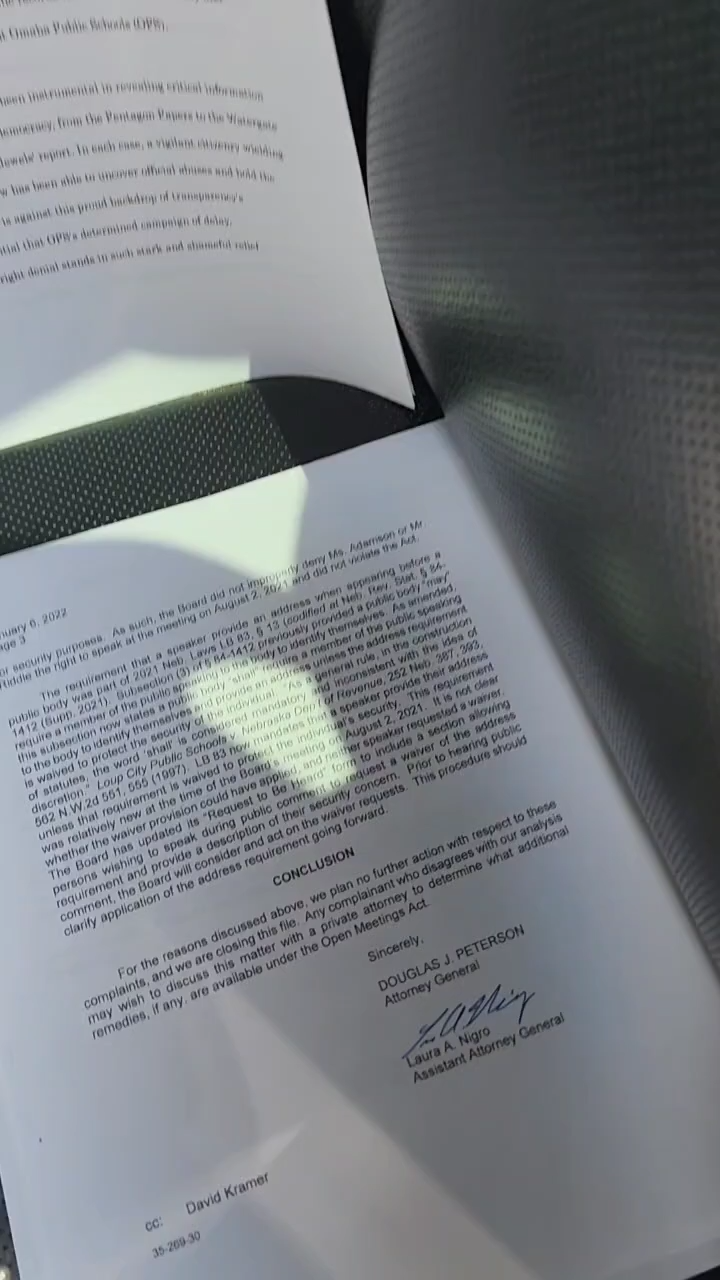 t Omaha Public Schools (OPS).
been instrumental in revealing critical information
democracy, from the Pentagon Papers to the Watergate
Jewels' report. In each case, a vigilant citizenry wielding
w has been able to uncover official abuses and hold the
is against this proud backdrop of transparency's
ntial that OPS's determined campaign of delay,
right denial stands in such stark and shameful relief
nuary 6, 2022
age 3
or security purposes. As such, the Board did not improperly deny Ms. Adamson or Mr.
Riddle the right to speak at the meeting on August 2, 2021 and did not violate the Act.
The requirement that a speaker provide an address when appearing before a
public body was part of 2021 Neb. Laws LB 83, § 13 (codified at Neb. Rev. Stat. § 84-
1412 (Supp. 2021). Subsection (3) of § 84-1412 previously provided a public body "may
require a member of the public body to identify themselves. As amended,
this subsection now states a public body "shall" a member of the public speaking
to the body to identify themselves and provide an address unless the address requirement
is waived to protect the security of the individual. "As a general rule, in the construction
of statutes, the word 'shall' is considered mandatory and inconsistent with the idea of
discretion." Loup City Public Schools v. Nebraska Dep't of Revenue, 252 Neb. 387, 393,
562 N.W.2d 551, 555 (1997). LB 83 mandates that a speaker provide their address
unless that requirement is waived to protect the individual's security. This requirement
was relatively new at the time of the Board meeting on August 2, 2021. It is not clear
whether the waiver provision could have applied, and neither speaker requested a waiver.
The Board has updated its "Request to Be Heard" form to include a section allowing
persons wishing to speak during public comment to request a waiver of the address
requirement and provide a description of their security concern. Prior to hearing public
comment, the Board will consider and act on the waiver requests. This procedure should
clarify application of the address requirement going forward.
CONCLUSION
For the reasons discussed above, we plan no further action with respect to these
complaints, and we are closing this file. Any complainant who disagrees with our analysis
may wish to discuss this matter with a private attorney to determine what additional
remedies, if any, are available under the Open Meetings Act.
Sincerely,
DOUGLAS J. PETERSON
Attorney General
Laura A. Nigro
Assistant Attorney General
cc: David Kramer
35-269-30